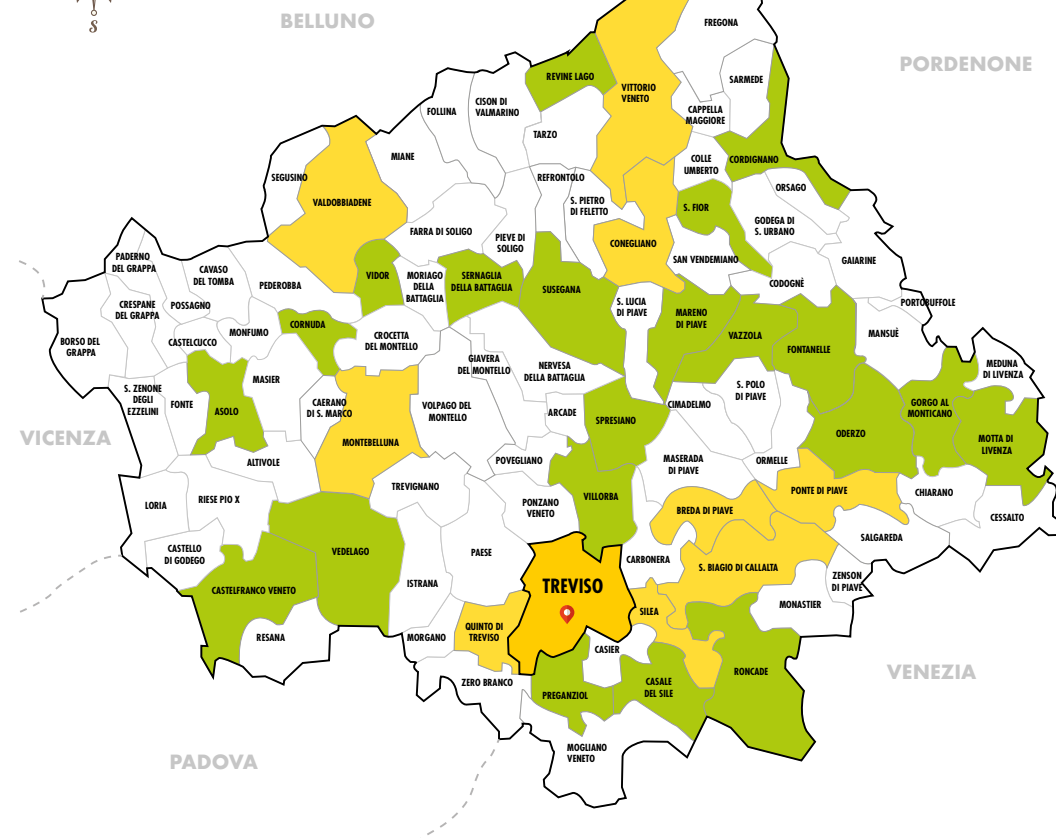 S
BELLUNO
FREGONA
PORDENONE
REVINE LAGO
SARMEDE
VITTORIO
VENETO
FOLLINA
CISON DI
VALMARINO
CAPPELLA
MAGGIORE
TARZO
MIANE
COLLE
UMBERTO
CORDIGNANO
SEGUSINO
REFRONTOLO
ORSAGO
VALDOBBIADENE
S. PIETRO
DI FELETTO
S. FIOR
GODEGA DI
S. URBANO
FARRA DI SOLIGO
PIEVE DI
SOLIGO
CONEGLIANO
PADERNO
DEL GRAPPA
SAN VENDEMIANO
GAIARINE
CAVASO
DEL TOMBA
PEDEROBBA
VIDOR
MORIAGO
DELLA
BATTAGLIA
SERNAGLIA
DELLA BATTAGLIA
SUSEGANA
CODOGNÈ
CRESPANE
DEL GRAPPA
POSSAGNO
S. LUCIA
DI PIAVE
PORTOBUFFOLE
CORNUDA
MARENO
DI PIAVE
BORSO DEL
GRAPPA
CASTELCUCCO
MONFUMO
CROCETTA
DEL MONTELLO
VAZZOLA
MANSUÈ
FONTANELLE
GIAVERA
DEL MONTELLO
NERVESA
DELLA BATTAGLIA
MEDUNA
DI LIVENZA
MASIER
S. ZENONE
DEGLI
EZZELINI
FONTE
ASOLO
CAERANO
DI S. MARCO
VOLPAGO DEL
MONTELLO
ARCADE
SPRESIANO
CIMADELMO
S. POLO
DI PIAVE
GORGO AL
MONTICANO
VICENZA
MONTEBELLUNA
ODERZO
MOTTA DI
LIVENZA
ALTIVOLE
POVEGLIANO
MASERADA
DI PIAVE
ORMELLE
TREVIGNANO
LORIA
RIESE PIO X
PONZANO
VENETO
VILLORBA
BREDA DI PIAVE
PONTE DI PIAVE
CHIARANO
CESSALTO
SALGAREDA
CASTELLO
DI GODEGO
VEDELAGO
PAESE
CARBONERA
S. BIAGIO DI CALLALTA
ZENSON
DI PIAVE
CASTELFRANCO VENETO
ISTRANA
TREVISO
SILEA
MONASTIER
RESANA
MORGANO
QUINTO DI
TREVISO
CASIER
VENEZIA
RONCADE
ZERO BRANCO
PREGANZIOL
CASALE
DEL SILE
PADOVA
MOGLIANO
VENETO